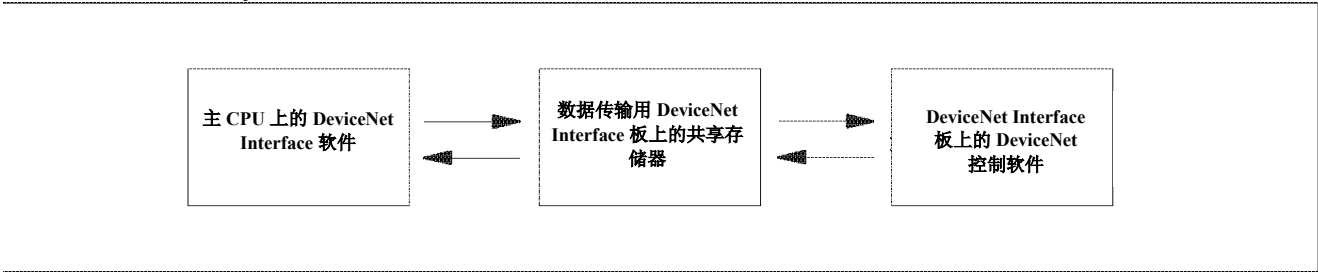 主 CPU 上的 DeviceNet
Interface 软件
数据传输用 DeviceNet
Interface 板上的共享存
储器
DeviceNet Interface
板上的 DeviceNet
控制软件